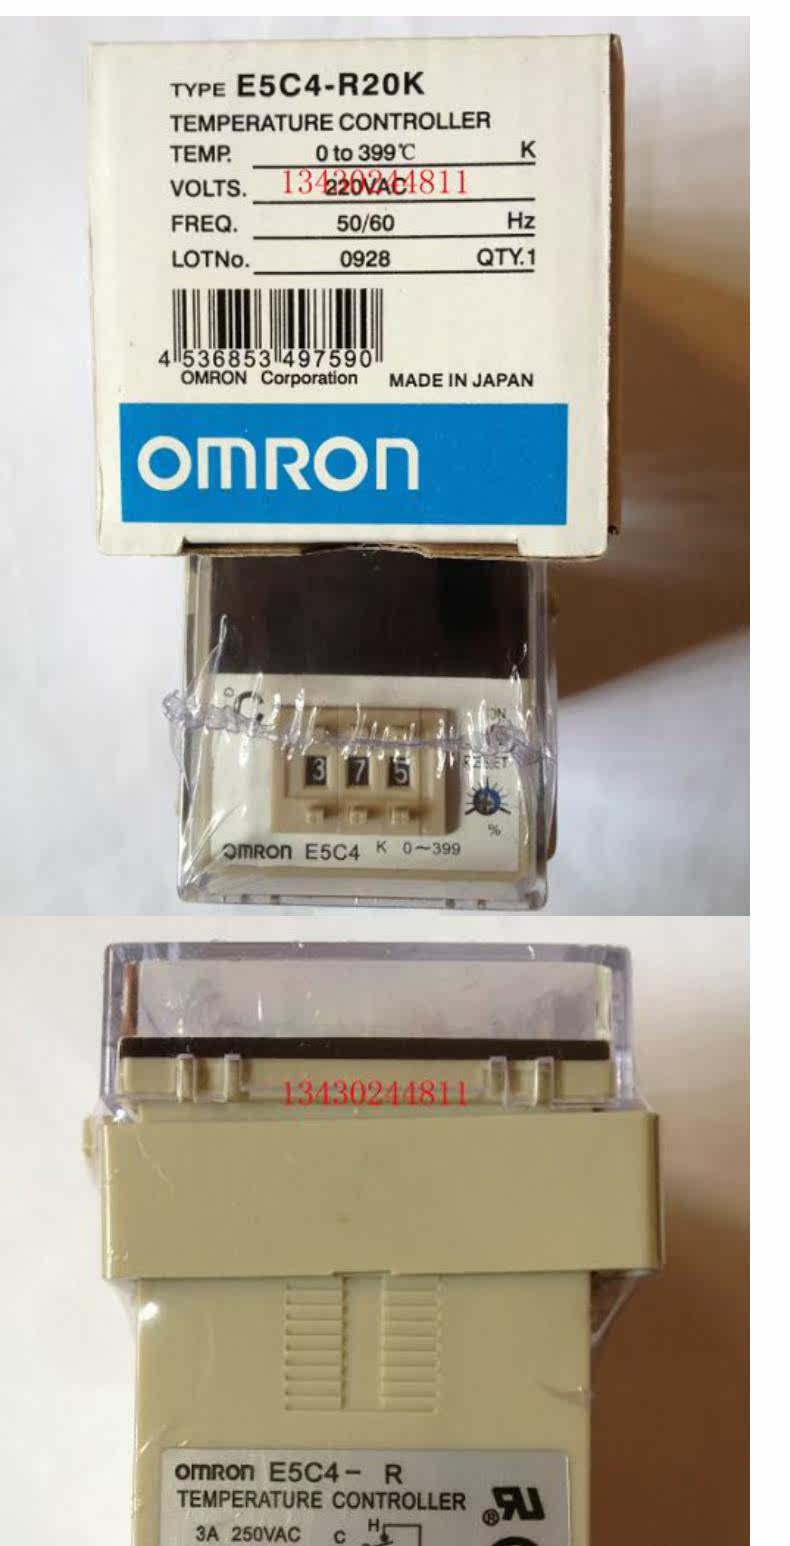 TYPE E5C4-R20K
TEMPERATURE CONTROLLER
TEMP. 0 to 399℃ K
VOLTS. 220VAC
13430244811
FREQ. 50/60 Hz
LOTNo. 0928 QTY.1
4 536853 497590
OMRON Corporation MADE IN JAPAN
OMRON
°C
RESET
3 7 5
%
OMRON E5C4 K 0~399
13430244811
OMRON E5C4- R
TEMPERATURE CONTROLLER
3A 250VAC C H